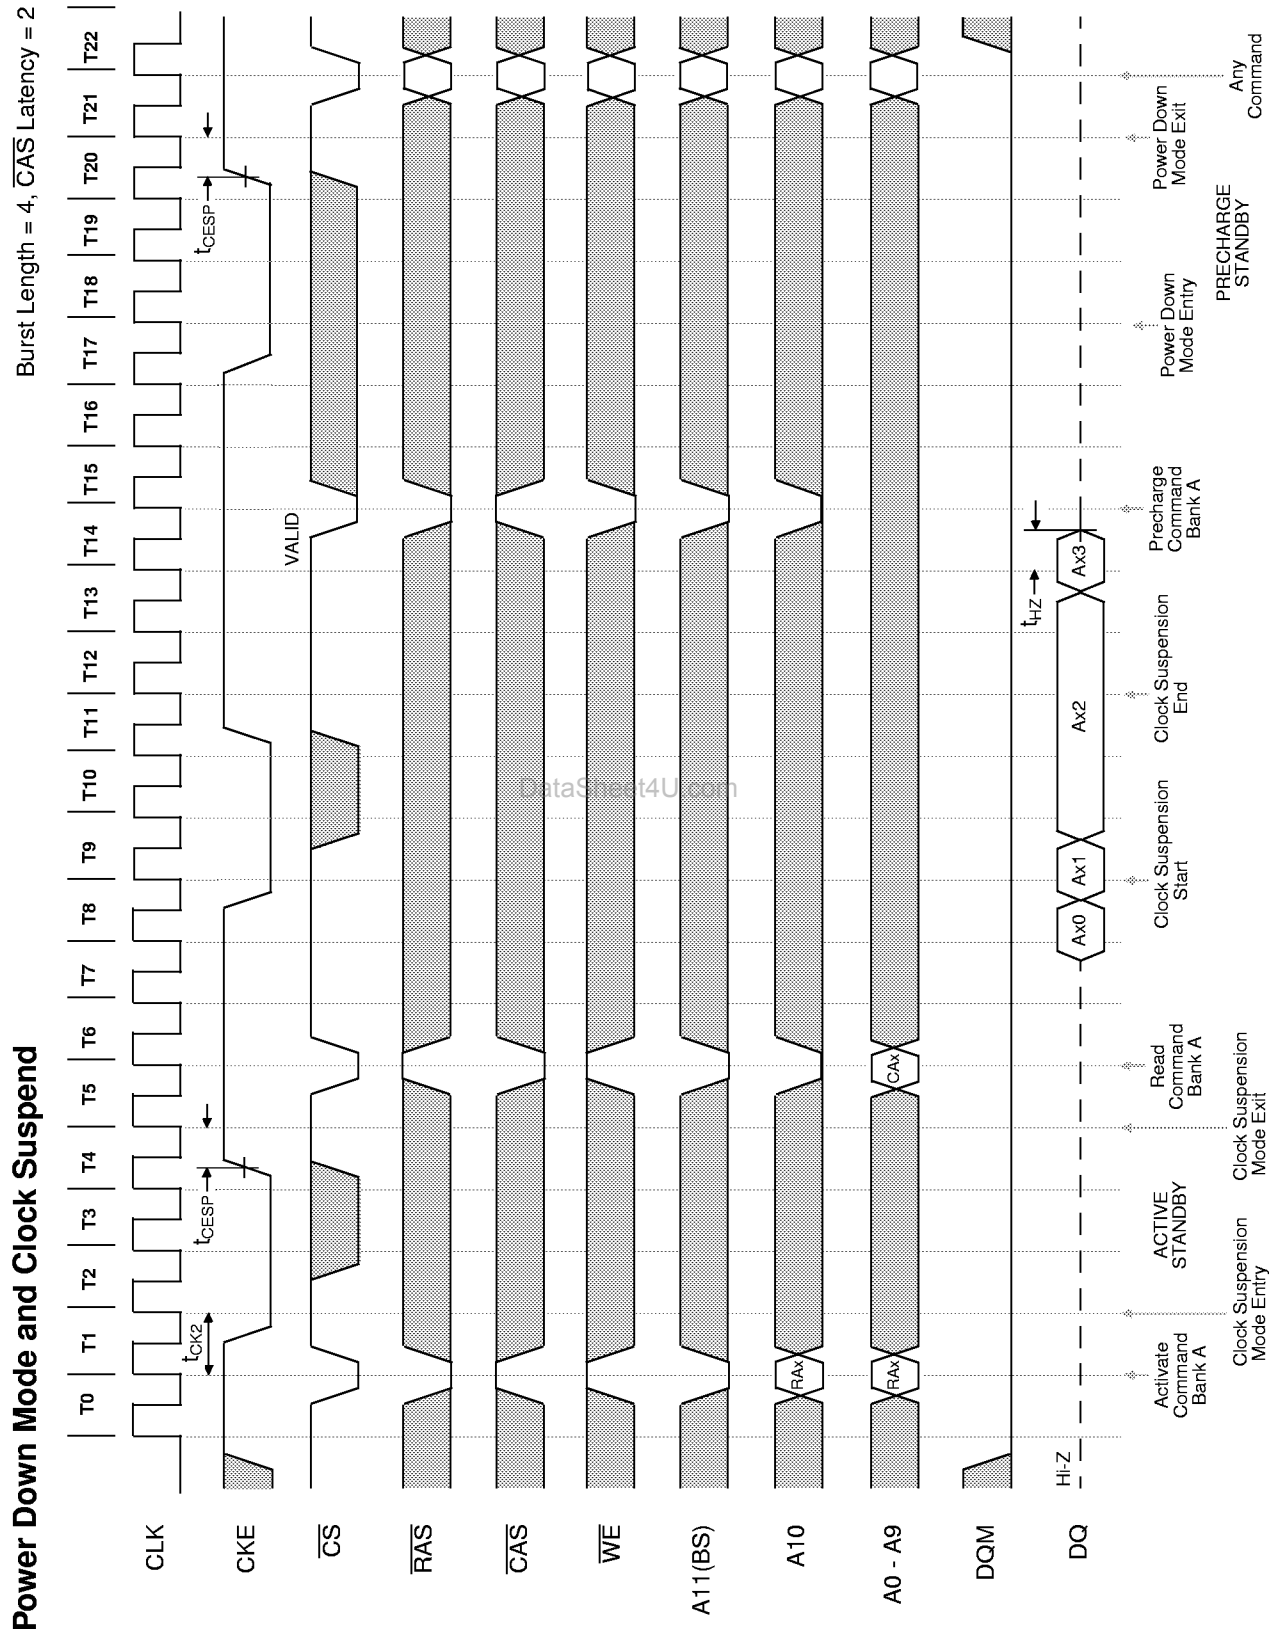 Power Down Mode and Clock Suspend
Burst Length = 4, CAS Latency = 2
T0 T1 T2 T3 T4 T5 T6 T7 T8 T9 T10 T11 T12 T13 T14 T15 T16 T17 T18 T19 T20 T21 T22
CLK
tCK2
tCESP
tCESP
CKE
VALID
CS
RAS
CAS
DataSheet4U.com
WE
A11(BS)
A10
RAx
A0 - A9
RAx
CAx
DQM
tHZ
DQ
Hi-Z
Ax0
Ax1
Ax2
Ax3
Activate
Command
Bank A
Clock Suspension
Mode Entry
ACTIVE
STANDBY
Clock Suspension
Mode Exit
Read
Command
Bank A
Clock Suspension
Start
Clock Suspension
End
Precharge
Command
Bank A
Power Down
Mode Entry
PRECHARGE
STANDBY
Power Down
Mode Exit
Any
Command